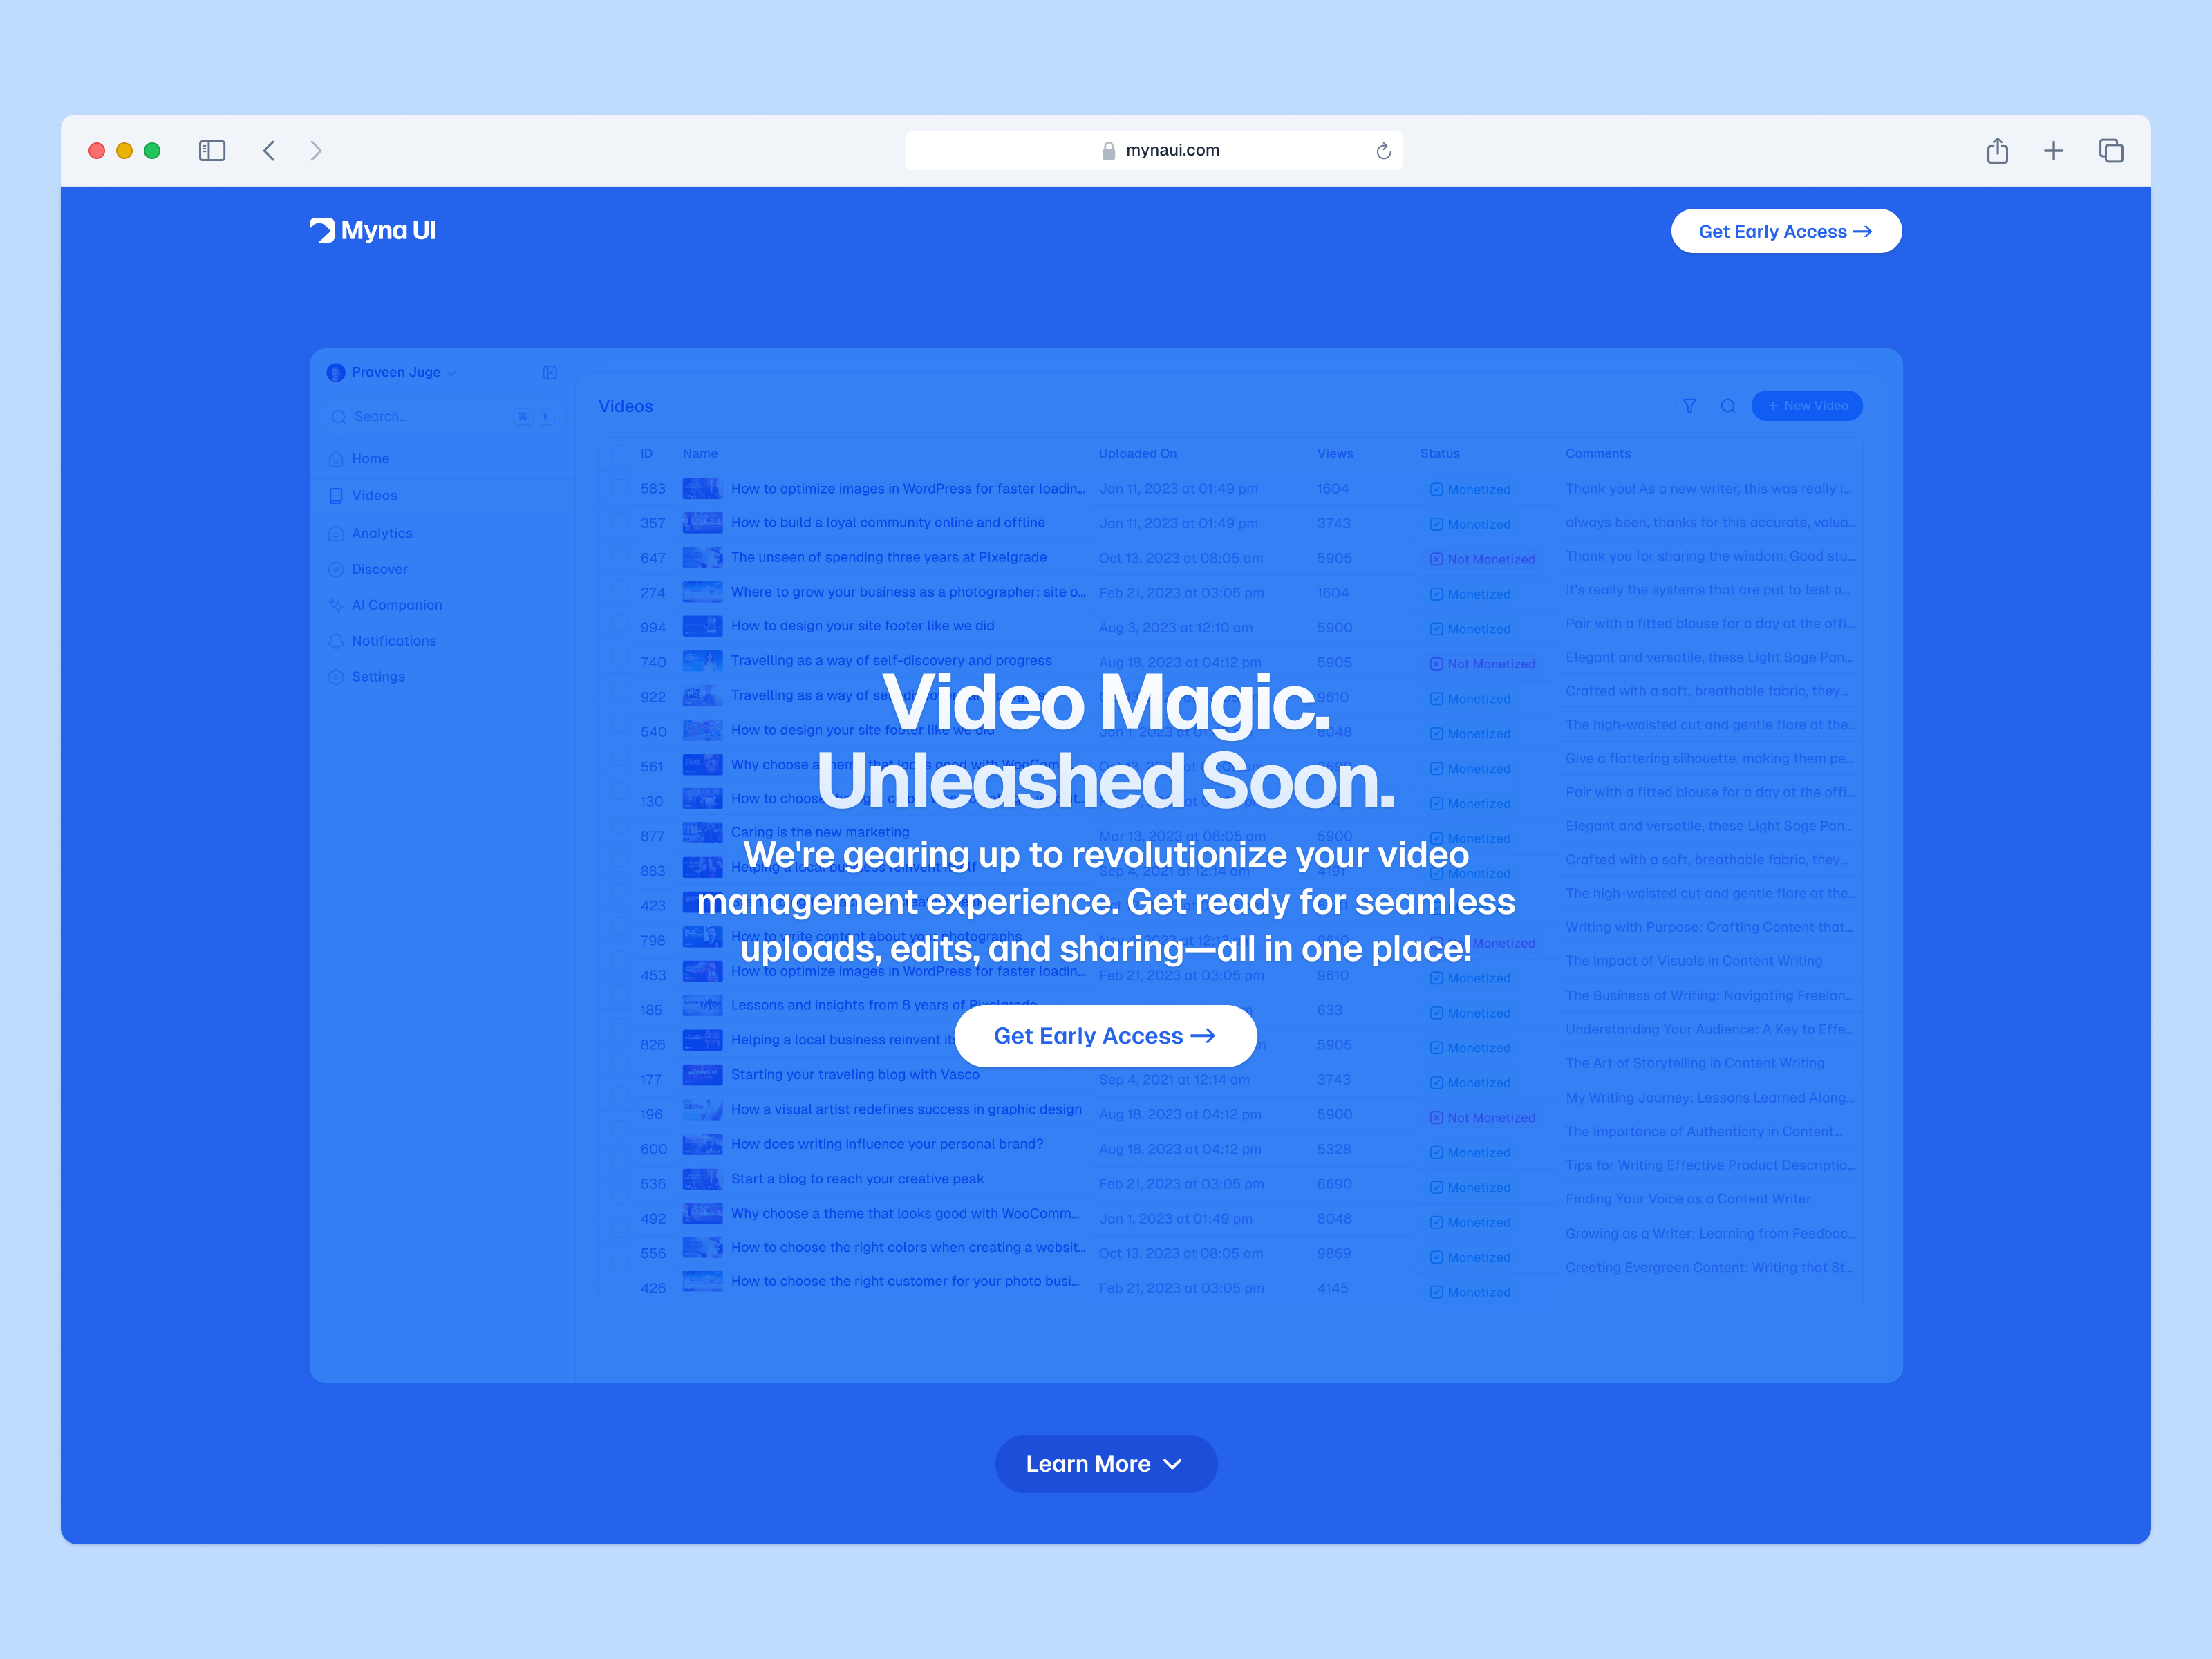 mynaui.com
Myna UI
Get Early Access →
Praveen Juge
Search...
⌘ K
Home
Videos
Analytics
Discover
AI Companion
Notifications
Settings
Videos
+ New Video
ID Name Uploaded On Views Status Comments
583 How to optimize images in WordPress for faster loadin... Jan 11, 2023 at 01:49 pm 1604 Monetized Thank you! As a new writer, this was really i...
357 How to build a loyal community online and offline Jan 11, 2023 at 01:49 pm 3743 Monetized always been, thanks for this accurate, valua...
647 The unseen of spending three years at Pixelgrade Oct 13, 2023 at 08:05 am 5905 Not Monetized Thank you for sharing the wisdom. Good stu...
274 Where to grow your business as a photographer: site o... Feb 21, 2023 at 03:05 pm 1604 Monetized It's really the systems that are put to test a...
994 How to design your site footer like we did Aug 3, 2023 at 12:10 am 5900 Monetized Pair with a fitted blouse for a day at the offi...
740 Travelling as a way of self-discovery and progress Aug 18, 2023 at 04:12 pm 5905 Not Monetized Elegant and versatile, these Light Sage Pan...
922 Travelling as a way of 9610 Monetized Crafted with a soft, breathable fabric, they...
540 How to design your site footer like we did Jan 1, 2023 at 8048 Monetized The high-waisted cut and gentle flare at the...
561 Why choose a theme that looks good with WooComm... Monetized Give a flattering silhouette, making them pe...
130 How to choose Monetized Pair with a fitted blouse for a day at the offi...
877 Caring is the new marketing Mar 13, 2023 at 08:05 am 5900 Monetized Elegant and versatile, these Light Sage Pan...
883 Helping a local business reinvent itself Sep 4, 2021 at 12:14 am 4191 Monetized Crafted with a soft, breathable fabric, they...
423 The high-waisted cut and gentle flare at the...
798 How to write content about your photographs 9610 Monetized Writing with Purpose: Crafting Content that...
453 How to optimize images in WordPress for faster loadin... Feb 21, 2023 at 03:05 pm 9610 Monetized The Impact of Visuals in Content Writing
185 Lessons and insights from 8 years of Pixelgrade 633 Monetized The Business of Writing: Navigating Freelan...
826 Helping a local business reinvent 5905 Monetized Understanding Your Audience: A Key to Effe...
177 Starting your traveling blog with Vasco Sep 4, 2021 at 12:14 am 3743 Monetized The Art of Storytelling in Content Writing
196 How a visual artist redefines success in graphic design Aug 18, 2023 at 04:12 pm 5900 Not Monetized My Writing Journey: Lessons Learned Along...
600 How does writing influence your personal brand? Aug 18, 2023 at 04:12 pm 5328 Monetized The Importance of Authenticity in Content...
536 Start a blog to reach your creative peak Feb 21, 2023 at 03:05 pm 6690 Monetized Tips for Writing Effective Product Descriptio...
492 Why choose a theme that looks good with WooComm... Jan 1, 2023 at 01:49 pm 8048 Monetized Finding Your Voice as a Content Writer
556 How to choose the right colors when creating a websit... Oct 13, 2023 at 08:05 am 9869 Monetized Growing as a Writer: Learning from Feedbac...
426 How to choose the right customer for your photo busi... Feb 21, 2023 at 03:05 pm 4145 Monetized Creating Evergreen Content: Writing that St...
Video Magic.
Unleashed Soon.
We're gearing up to revolutionize your video
management experience. Get ready for seamless
uploads, edits, and sharing—all in one place!
Get Early Access →
Learn More